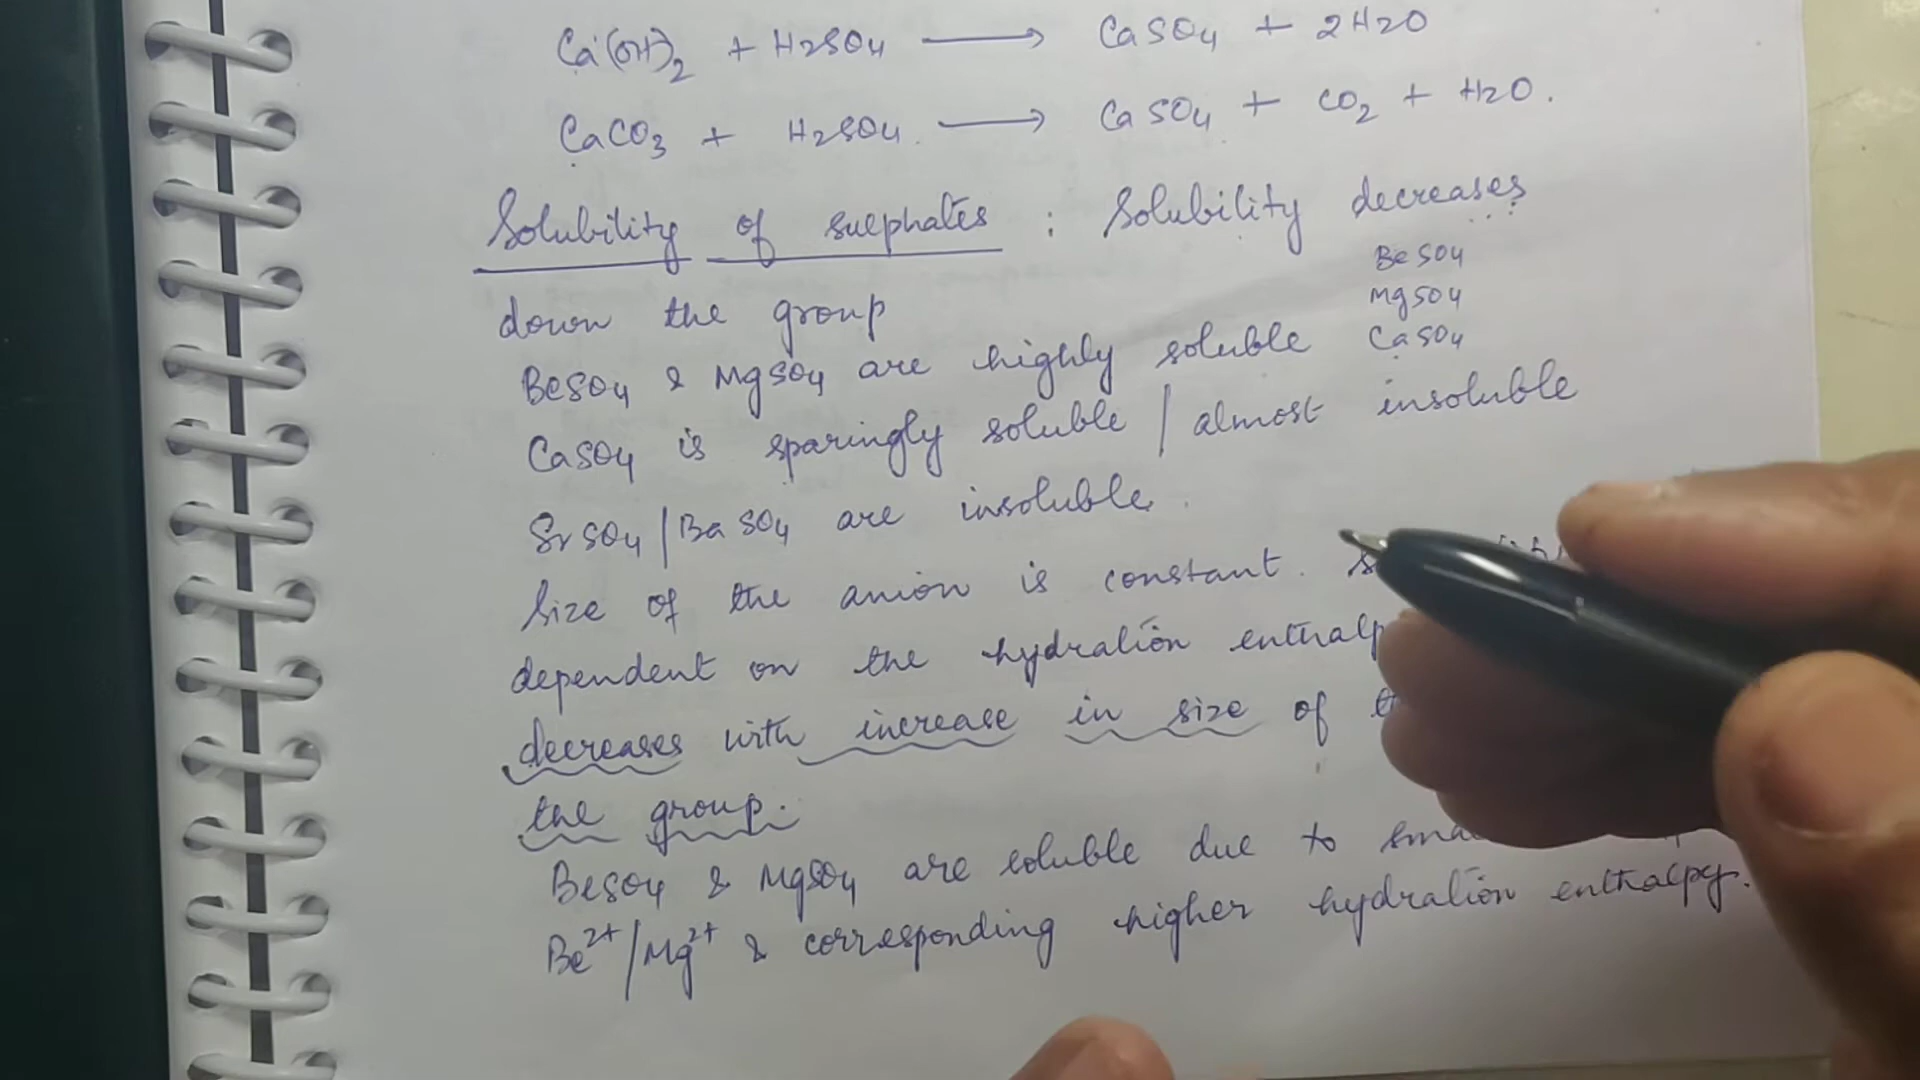 Ca(OH)2 + H2SO4 ⟶ CaSO4 + 2H2O
CaCO3 + H2SO4 ⟶ CaSO4 + CO2 + H2O.
Solubility of sulphates : Solubility decreases
down the group
BeSO4
MgSO4
CaSO4
BeSO4 & MgSO4 are highly soluble
CaSO4 is sparingly soluble / almost insoluble
SrSO4 / BaSO4 are insoluble.
Size of the anion is constant.
dependent on the hydration
decreases with increase in size of
the group.
BeSO4 & MgSO4 are soluble due to
Be2+/Mg2+ & corresponding higher hydration enthalpy.